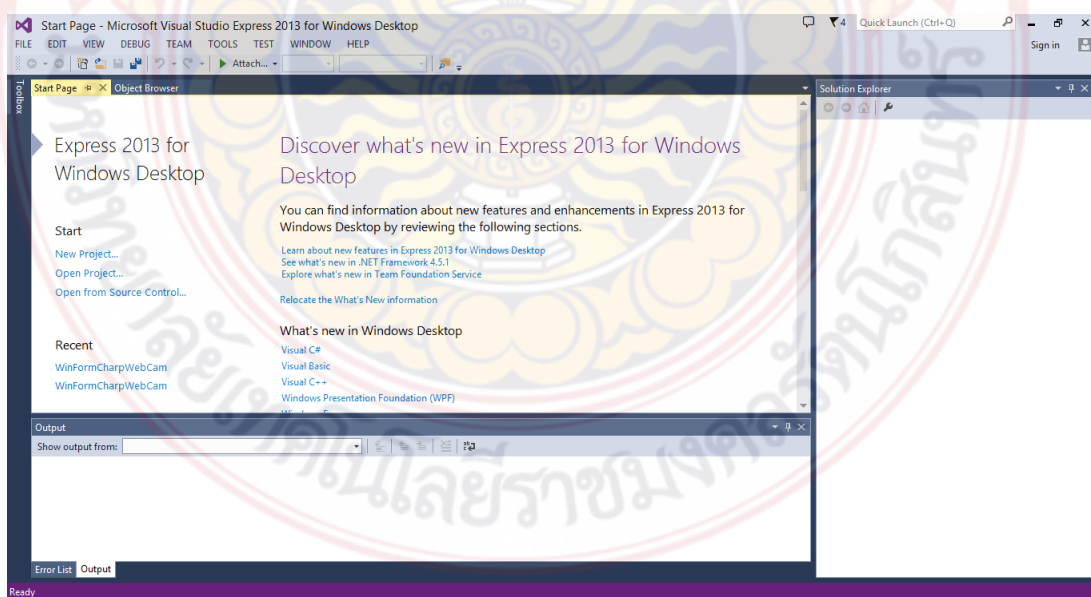 Start Page - Microsoft Visual Studio Express 2013 for Windows Desktop
4
Quick Launch (Ctrl+Q)
FILE EDIT VIEW DEBUG TEAM TOOLS TEST WINDOW HELP
Sign in
Attach...
Toolbox
Start Page
Object Browser
Solution Explorer
Express 2013 for
Windows Desktop
Start
New Project...
Open Project...
Open from Source Control...
Recent
WinFormCharpWebCam
WinFormCharpWebCam
Discover what's new in Express 2013 for Windows
Desktop
You can find information about new features and enhancements in Express 2013 for
Windows Desktop by reviewing the following sections.
Learn about new features in Express 2013 for Windows Desktop
See what's new in .NET Framework 4.5.1
Explore what's new in Team Foundation Service
Relocate the What's New information
What's new in Windows Desktop
Visual C#
Visual Basic
Visual C++
Windows Presentation Foundation (WPF)
Output
Show output from:
Error List Output
Ready